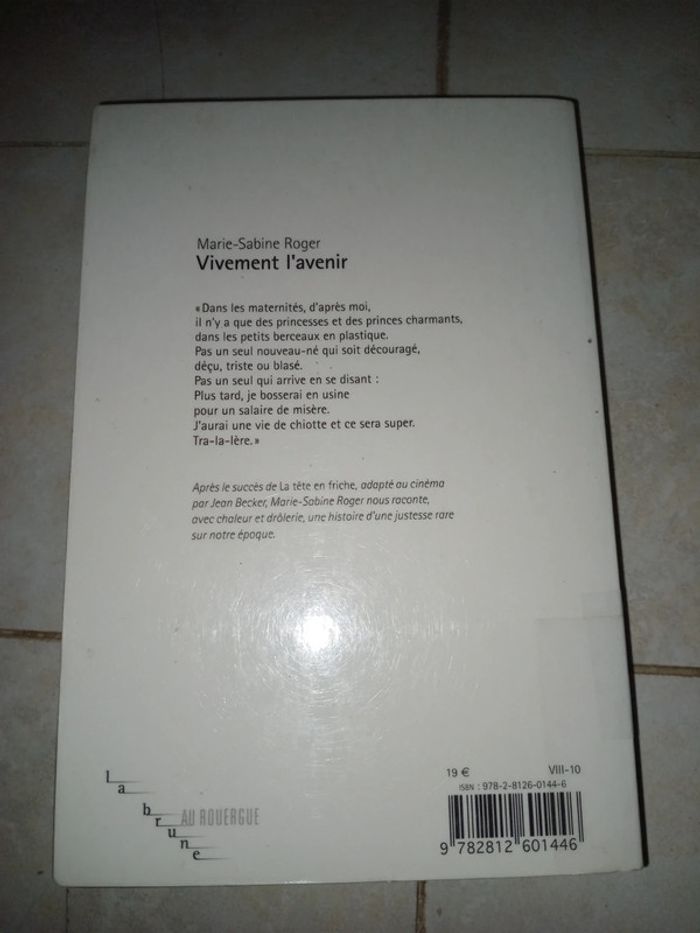 Marie-Sabine Roger
Vivement l'avenir
« Dans les maternités, d'après moi,
il n'y a que des princesses et des princes charmants,
dans les petits berceaux en plastique.
Pas un seul nouveau-né qui soit découragé,
déçu, triste ou blasé.
Pas un seul qui arrive en se disant :
Plus tard, je bosserai en usine
pour un salaire de misère.
J'aurai une vie de chiotte et ce sera super.
Tra-la-lère. »
Après le succès de La tête en friche, adapté au cinéma
par Jean Becker, Marie-Sabine Roger nous raconte,
avec chaleur et drôlerie, une histoire d'une justesse rare
sur notre époque.
la brune
AU ROUERGUE
19 € VIII-10
ISBN : 978-2-8126-0144-6
9 782812 601446